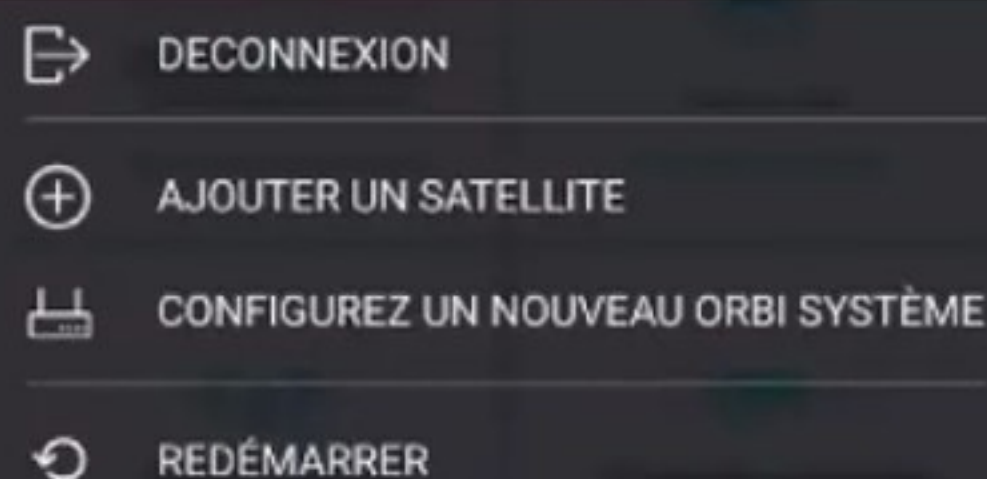 DECONNEXION
AJOUTER UN SATELLITE
CONFIGUREZ UN NOUVEAU ORBI SYSTÈME
REDÉMARRER